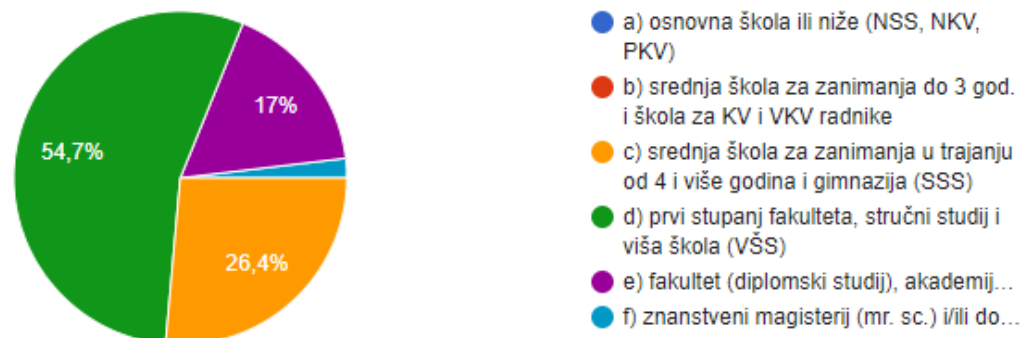 54,7%
17%
26,4%
a) osnovna škola ili niže (NSS, NKV,
PKV)
b) srednja škola za zanimanja do 3 god.
i škola za KV i VKV radnike
c) srednja škola za zanimanja u trajanju
od 4 i više godina i gimnazija (SSS)
d) prvi stupanj fakulteta, stručni studij i
viša škola (VŠS)
e) fakultet (diplomski studij), akademij…
f) znanstveni magisterij (mr. sc.) i/ili do…